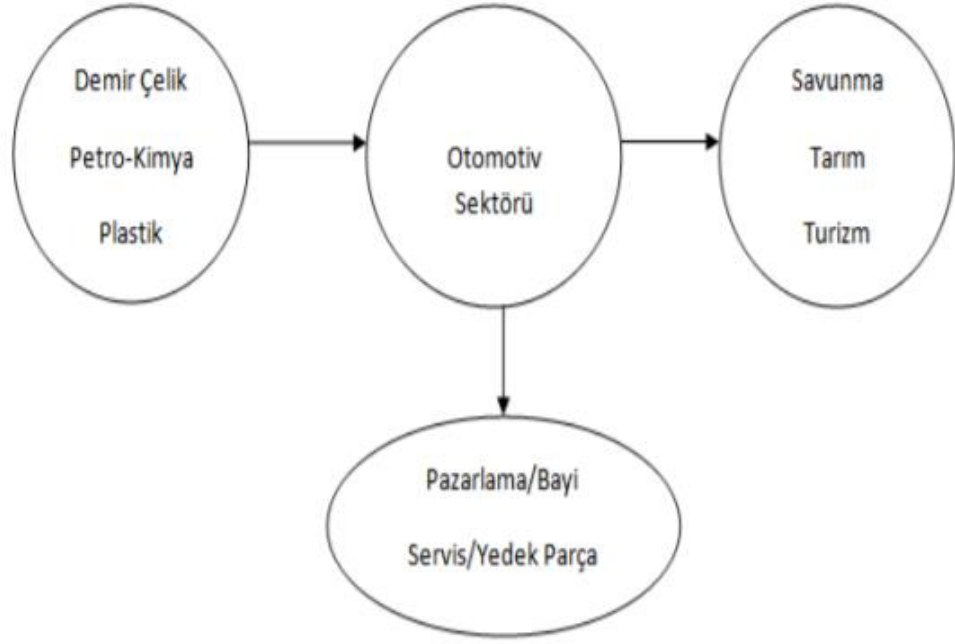 Demir Çelik
Petro-Kimya
Plastik
Otomotiv
Sektörü
Savunma
Tarım
Turizm
Pazarlama/Bayi
Servis/Yedek Parça